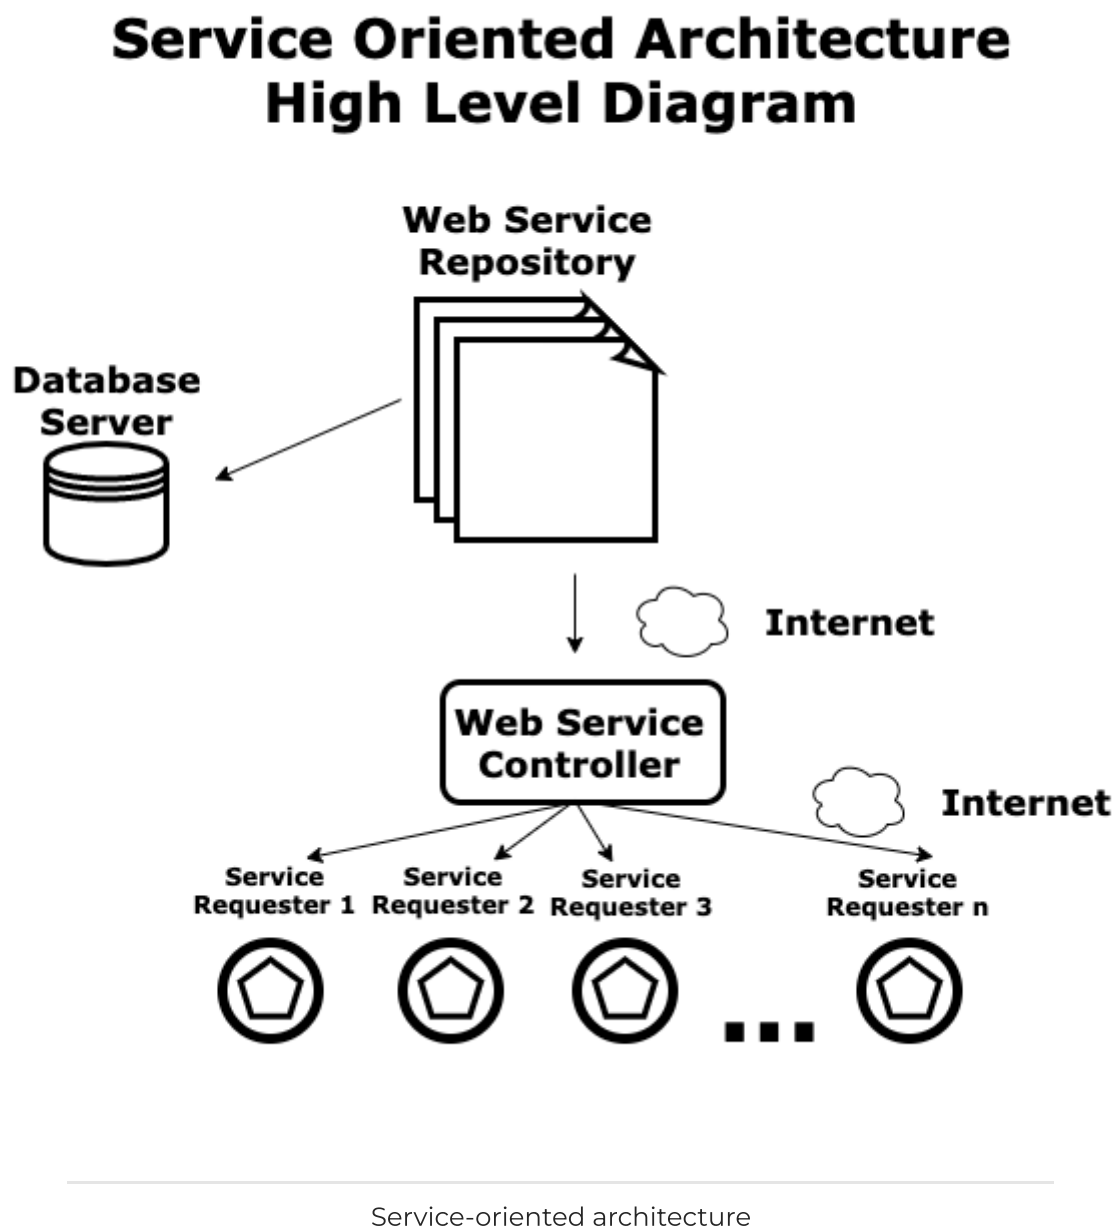 Service Oriented Architecture
High Level Diagram
Web Service
Repository
Database
Server
Internet
Web Service
Controller
Internet
Service
Requester 1
Service
Requester 2
Service
Requester 3
Service
Requester n
Service-oriented architecture